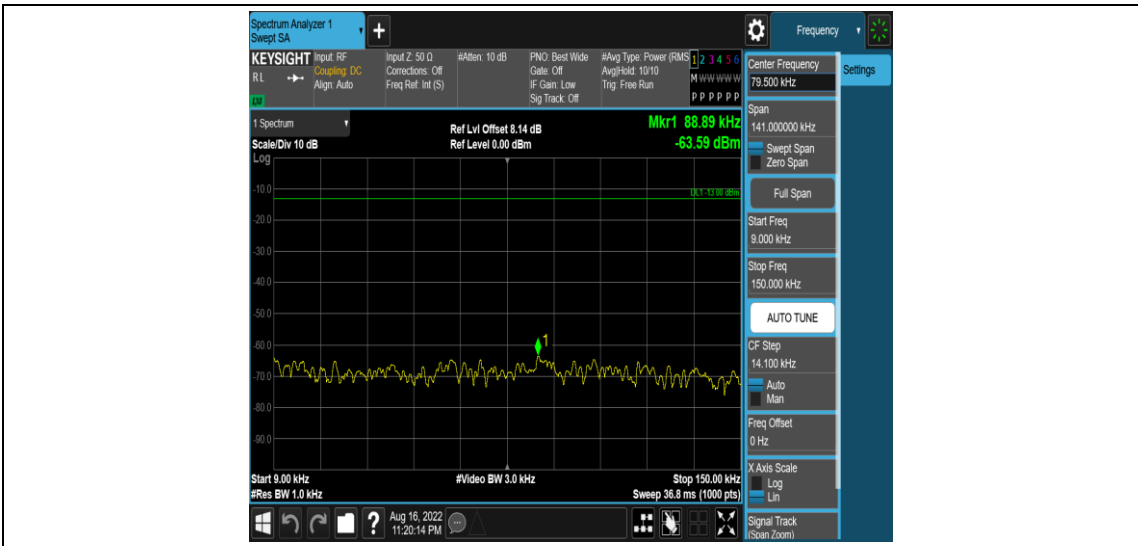 Spectrum Analyzer 1
Swept SA
+
Frequency
KEYSIGHT
RL
LXI
Input: RF
Coupling: DC
Align: Auto
Input Z: 50 Ω
Corrections: Off
Freq Ref: Int (S)
#Atten: 10 dB
PNO: Best Wide
Gate: Off
IF Gain: Low
Sig Track: Off
#Avg Type: Power (RMS
Avg|Hold: 10/10
Trig: Free Run
1 2 3 4 5 6
M W W W W W
P P P P P P
1 Spectrum
Scale/Div 10 dB
Log
Ref Lvl Offset 8.14 dB
Ref Level 0.00 dBm
Mkr1 88.89 kHz
-63.59 dBm
DL1 -13.00 dBm
-10.0
-20.0
-30.0
-40.0
-50.0
-60.0
-70.0
-80.0
-90.0
1
Start 9.00 kHz
#Res BW 1.0 kHz
#Video BW 3.0 kHz
Stop 150.00 kHz
Sweep 36.8 ms (1000 pts)
?
Aug 16, 2022
11:20:14 PM
Center Frequency
79.500 kHz
Span
141.000000 kHz
Swept Span
Zero Span
Full Span
Start Freq
9.000 kHz
Stop Freq
150.000 kHz
AUTO TUNE
CF Step
14.100 kHz
Auto
Man
Freq Offset
0 Hz
X Axis Scale
Log
Lin
Signal Track
(Span Zoom)
Settings